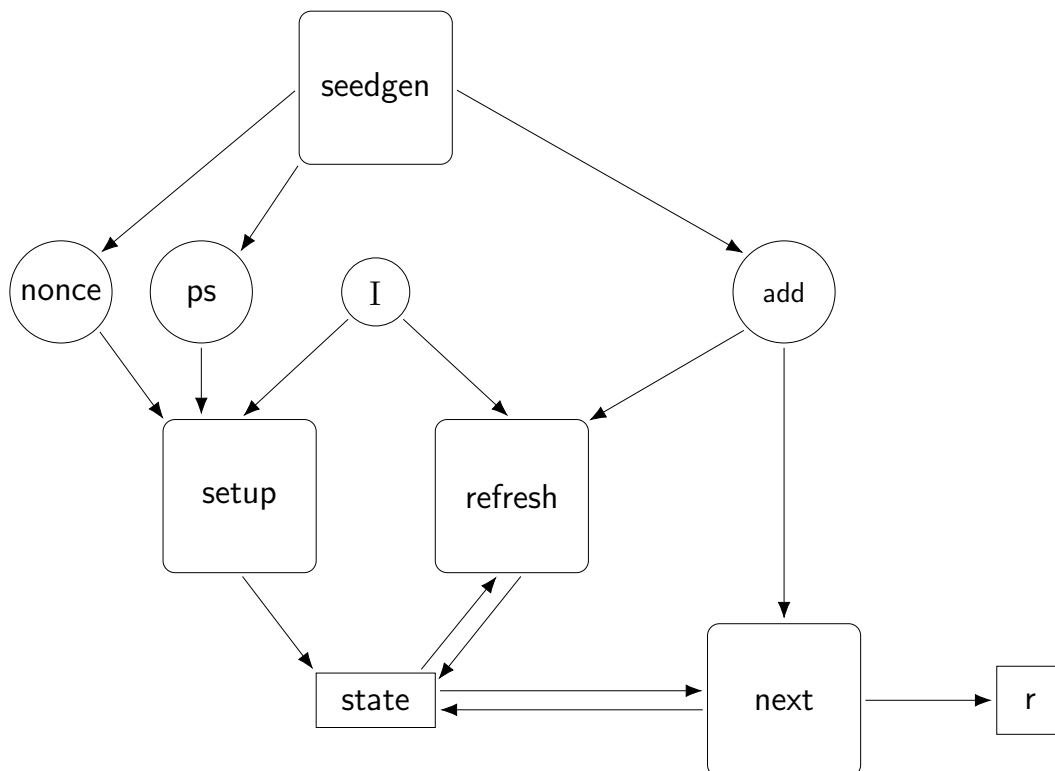 seedgen
nonce
ps
I
add
setup
refresh
state
next
r